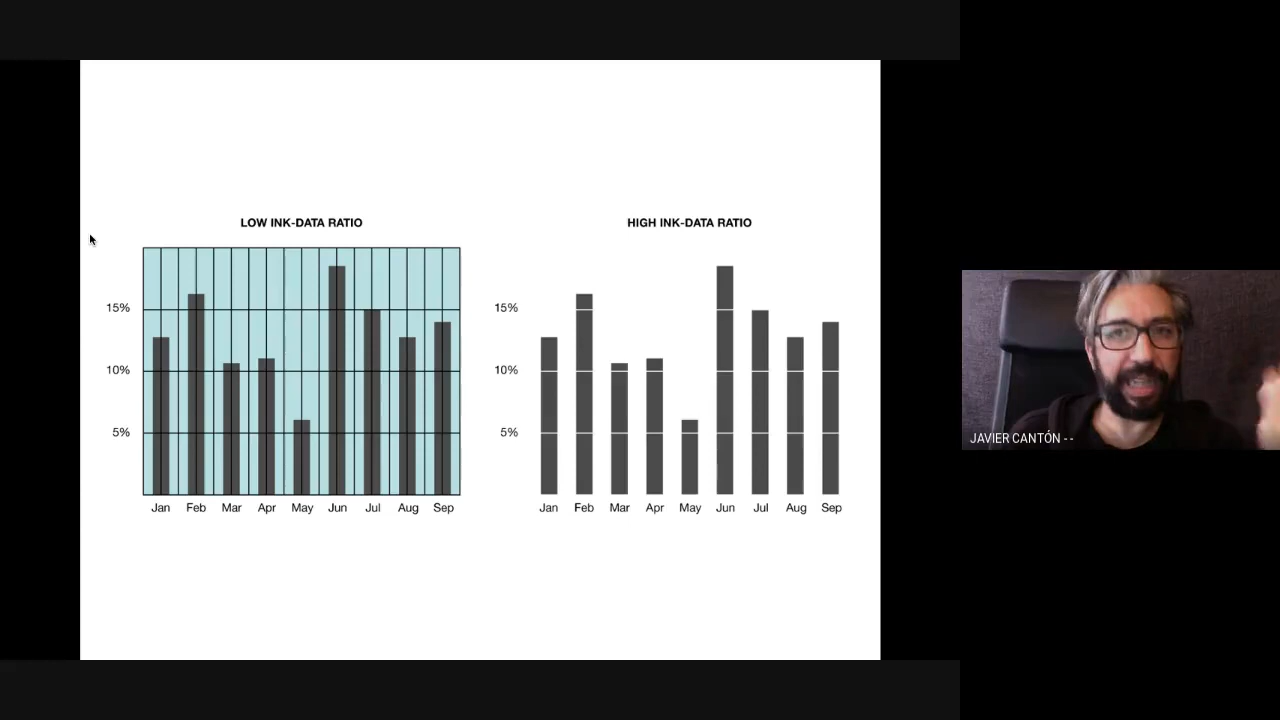 LOW INK-DATA RATIO
15%
10%
5%
Jan Feb Mar Apr May Jun Jul Aug Sep
HIGH INK-DATA RATIO
15%
10%
5%
Jan Feb Mar Apr May Jun Jul Aug Sep
JAVIER CANTÓN - -